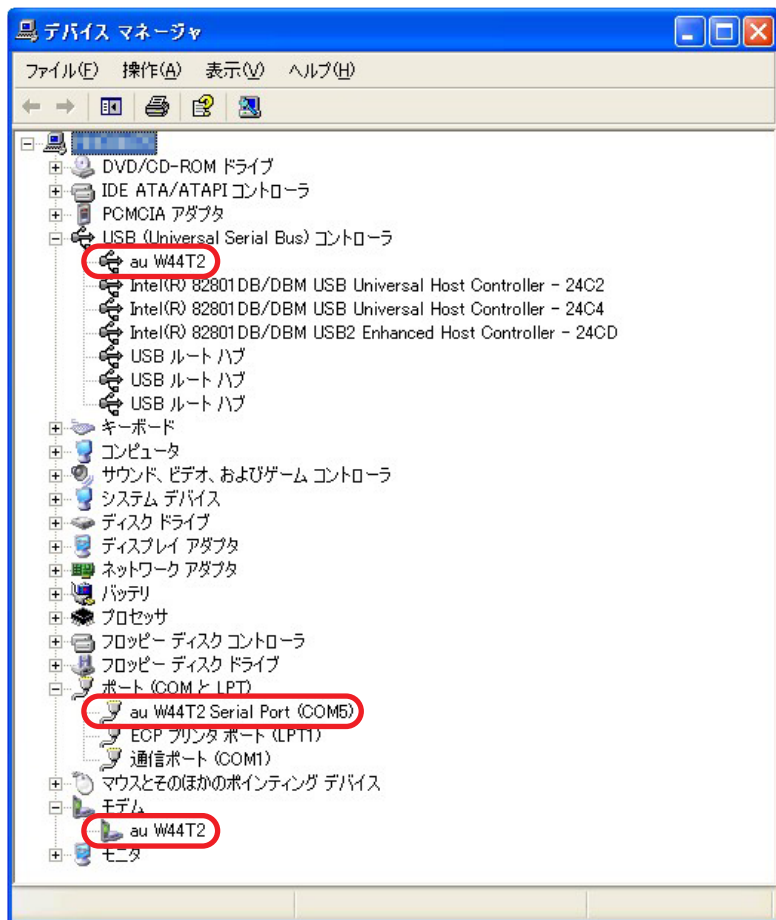 デバイス マネージャ
ファイル(F) 操作(A) 表示(V) ヘルプ(H)
DVD/CD-ROM ドライブ
IDE ATA/ATAPI コントローラ
PCMCIA アダプタ
USB (Universal Serial Bus) コントローラ
au W44T2
Intel(R) 82801DB/DBM USB Universal Host Controller - 24C2
Intel(R) 82801DB/DBM USB Universal Host Controller - 24C4
Intel(R) 82801DB/DBM USB2 Enhanced Host Controller - 24CD
USB ルート ハブ
USB ルート ハブ
USB ルート ハブ
キーボード
コンピュータ
サウンド、ビデオ、およびゲーム コントローラ
システム デバイス
ディスク ドライブ
ディスプレイ アダプタ
ネットワーク アダプタ
バッテリ
プロセッサ
フロッピー ディスク コントローラ
フロッピー ディスク ドライブ
ポート (COM と LPT)
au W44T2 Serial Port (COM5)
ECP プリンタ ポート (LPT1)
通信ポート (COM1)
マウスとそのほかのポインティング デバイス
モデム
au W44T2
モニタ